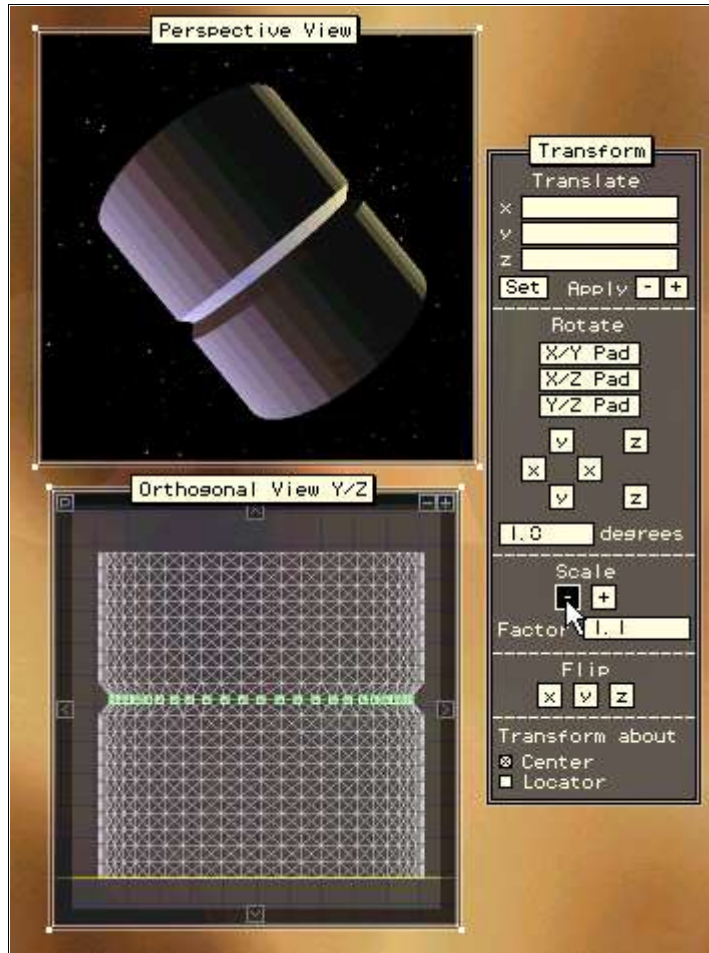 Perspective View
Orthogonal View Y/Z
Transform
Translate
x
y
z
Set Apply - +
Rotate
X/Y Pad
X/Z Pad
Y/Z Pad
y z
x x
y z
1.0 degrees
Scale
- +
Factor 1.1
Flip
x y z
Transform about
Center
Locator